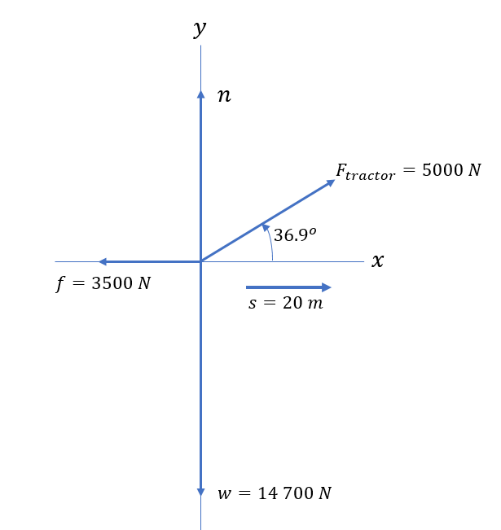 y
n
F_tractor = 5000 N
36.9°
x
f = 3500 N
s = 20 m
w = 14 700 N